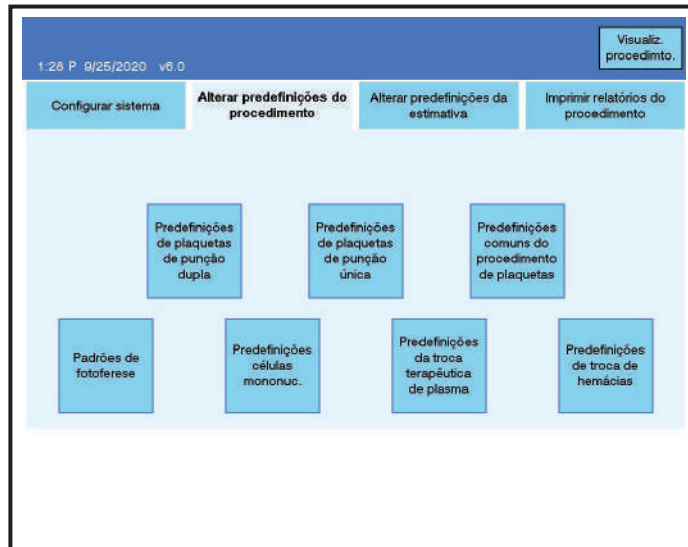 Visualiz.
procedimto.
1:28 P 9/25/2020 v6.0
Configurar sistema
Alterar predefinições do
procedimento
Alterar predefinições da
estimativa
Imprimir relatórios do
procedimento
Predefinições
de plaquetas
de punção
dupla
Predefinições
de plaquetas
de punção
única
Predefinições
comuns do
procedimento
de plaquetas
Padrões de
fotoferese
Predefinições
células
mononuc.
Predefinições
da troca
terapêutica
de plasma
Predefinições
de troca de
hemácias